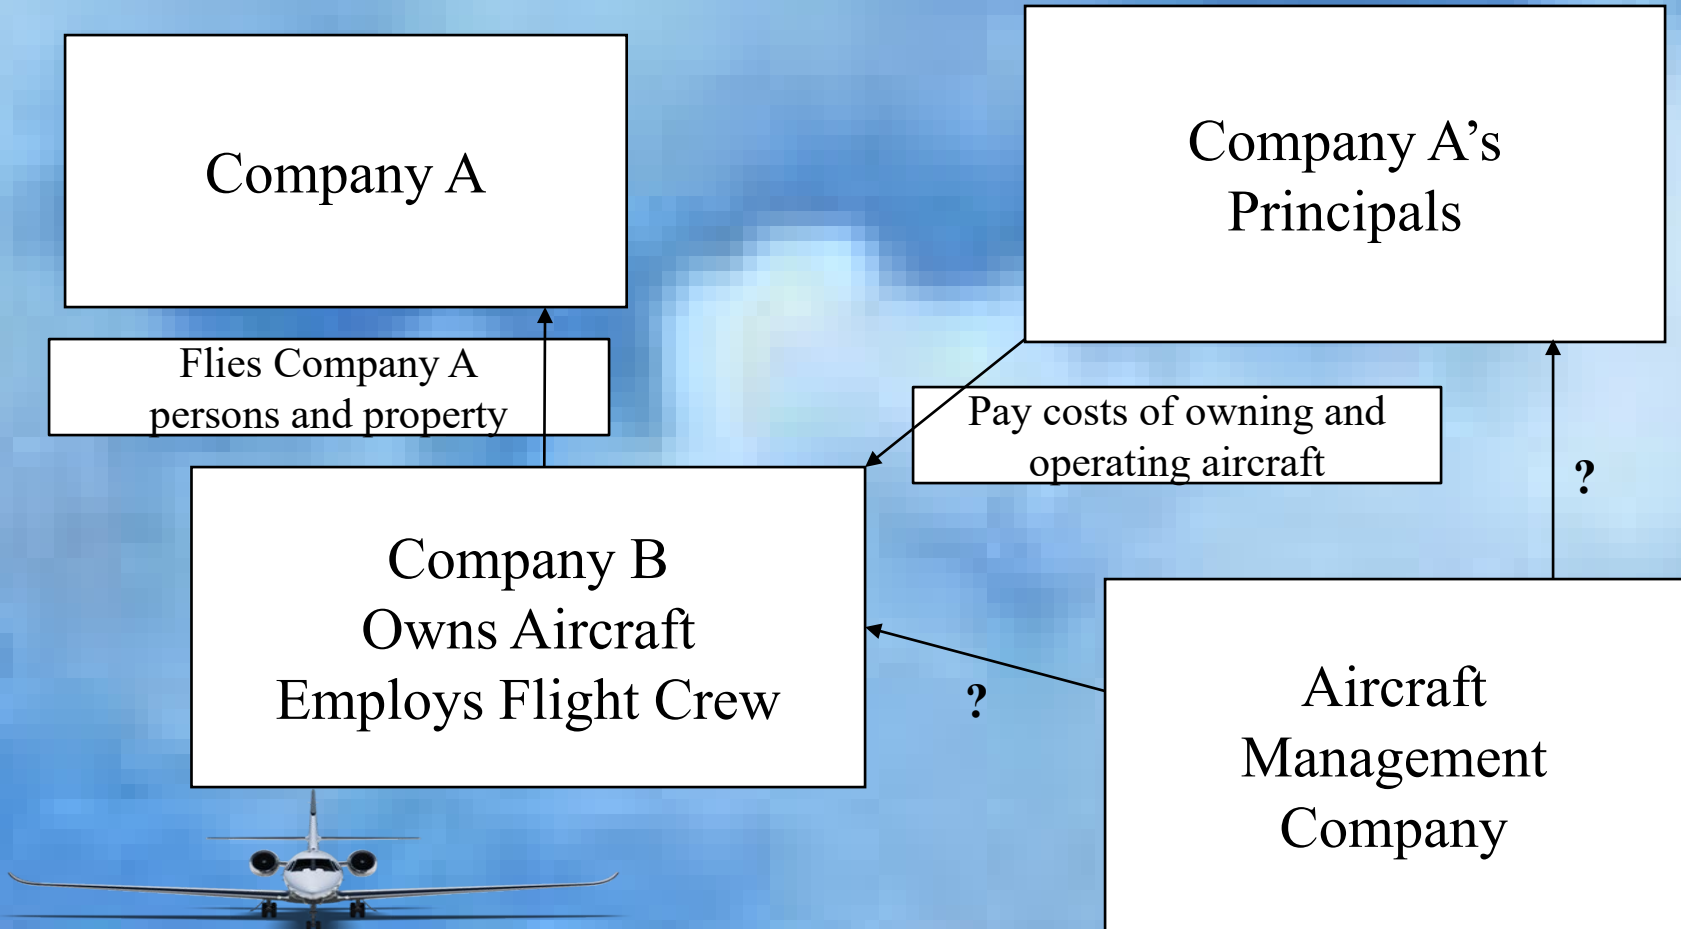 Company A
Company A’s
Principals
Flies Company A
persons and property
Pay costs of owning and
operating aircraft
?
Company B
Owns Aircraft
Employs Flight Crew
?
Aircraft
Management
Company